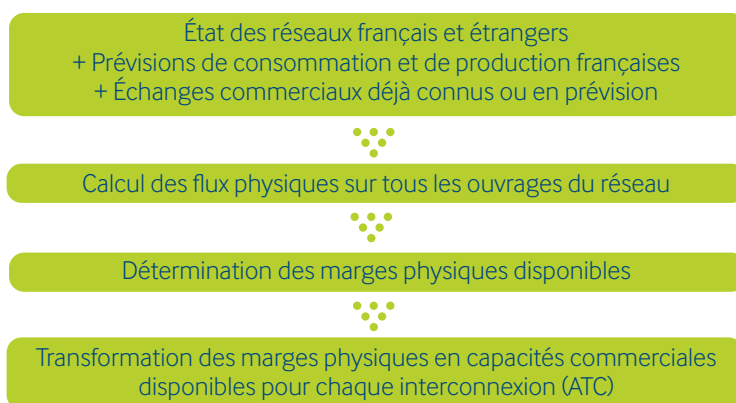 État des réseaux français et étrangers
+ Prévisions de consommation et de production françaises
+ Échanges commerciaux déjà connus ou en prévision
Calcul des flux physiques sur tous les ouvrages du réseau
Détermination des marges physiques disponibles
Transformation des marges physiques en capacités commerciales
disponibles pour chaque interconnexion (ATC)